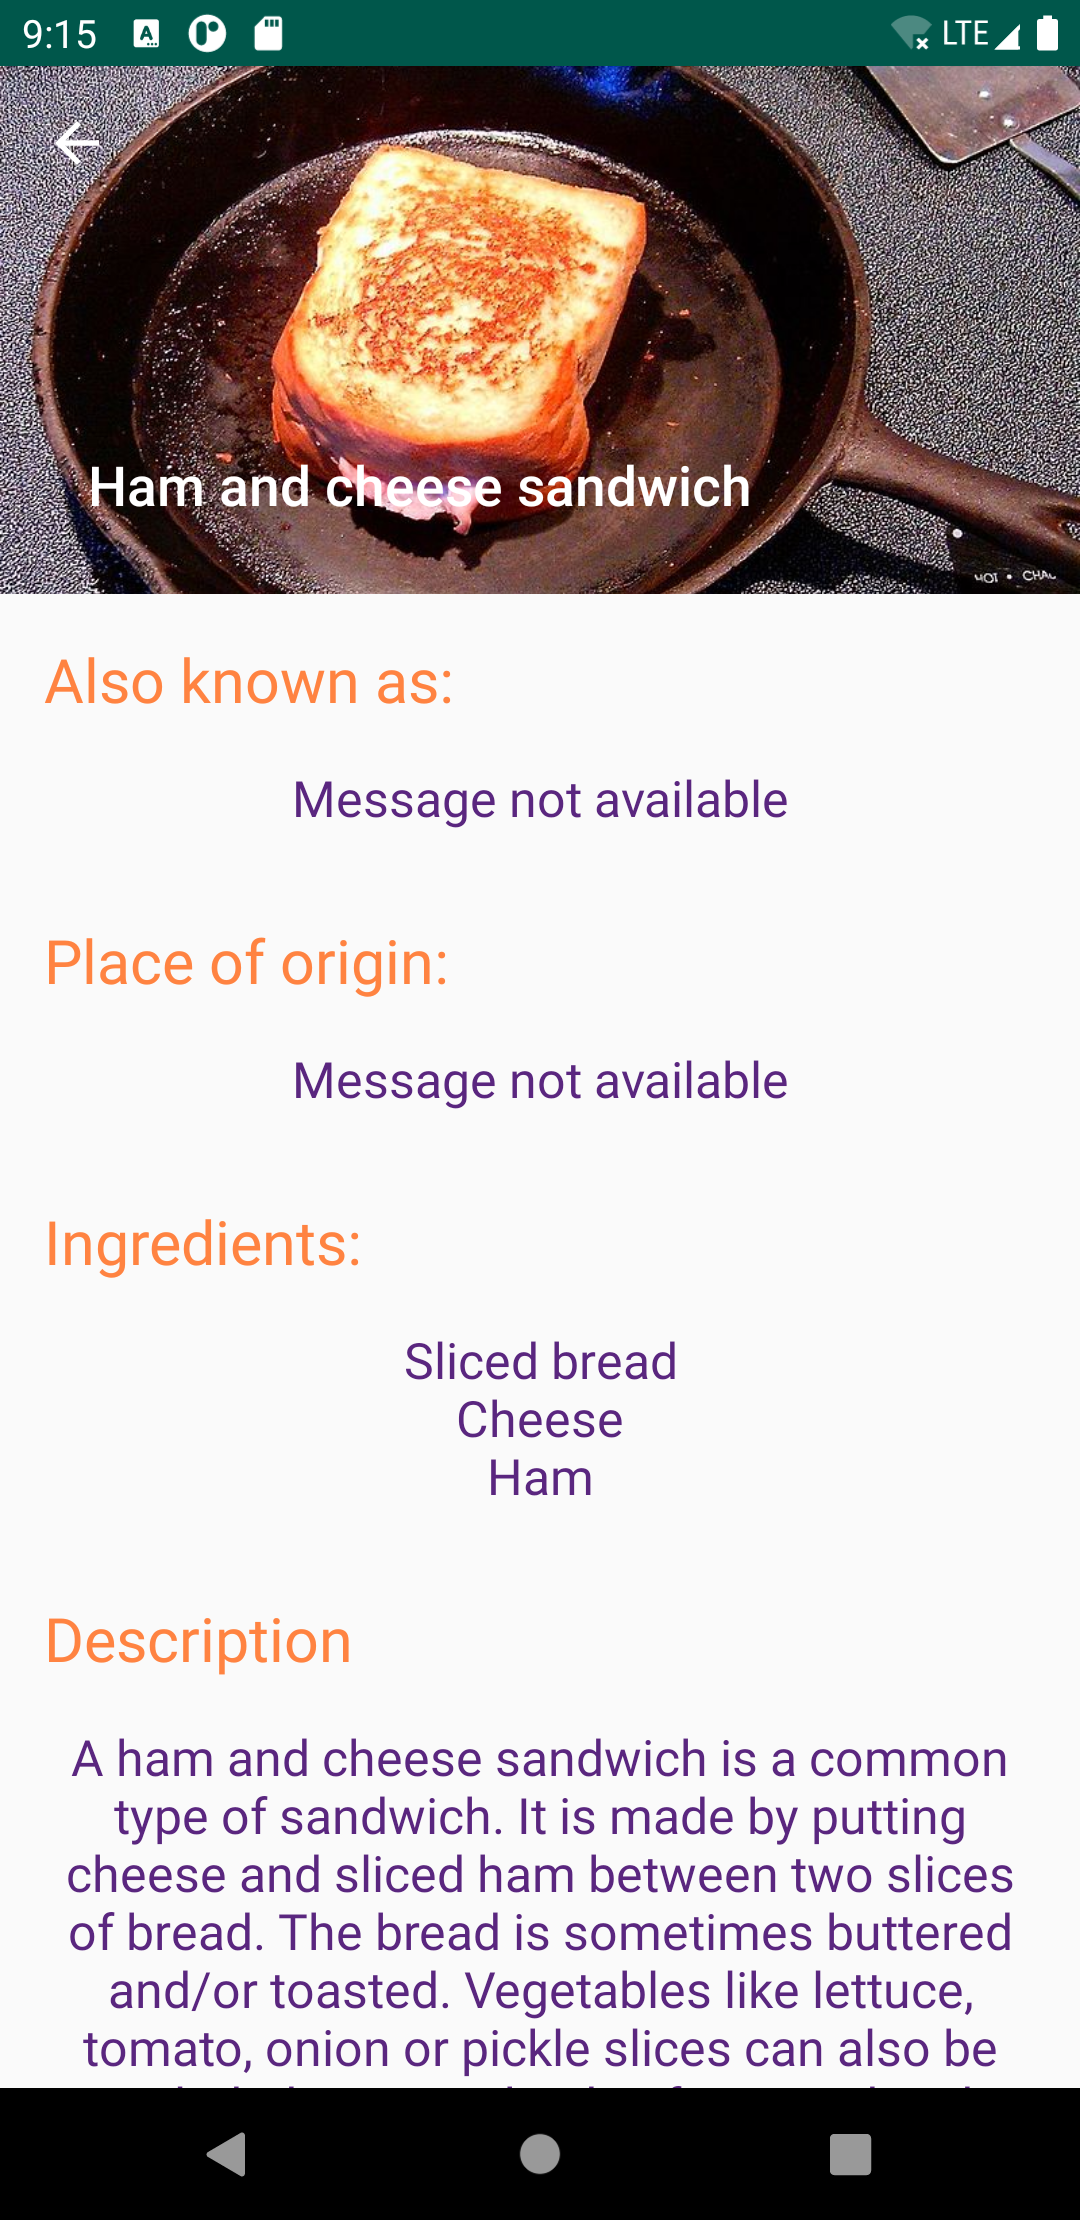 9:15
LTE
Ham and cheese sandwich
HOT • CHAL
Also known as:
Message not available
Place of origin:
Message not available
Ingredients:
Sliced bread
Cheese
Ham
Description
A ham and cheese sandwich is a common
type of sandwich. It is made by putting
cheese and sliced ham between two slices
of bread. The bread is sometimes buttered
and/or toasted. Vegetables like lettuce,
tomato, onion or pickle slices can also be